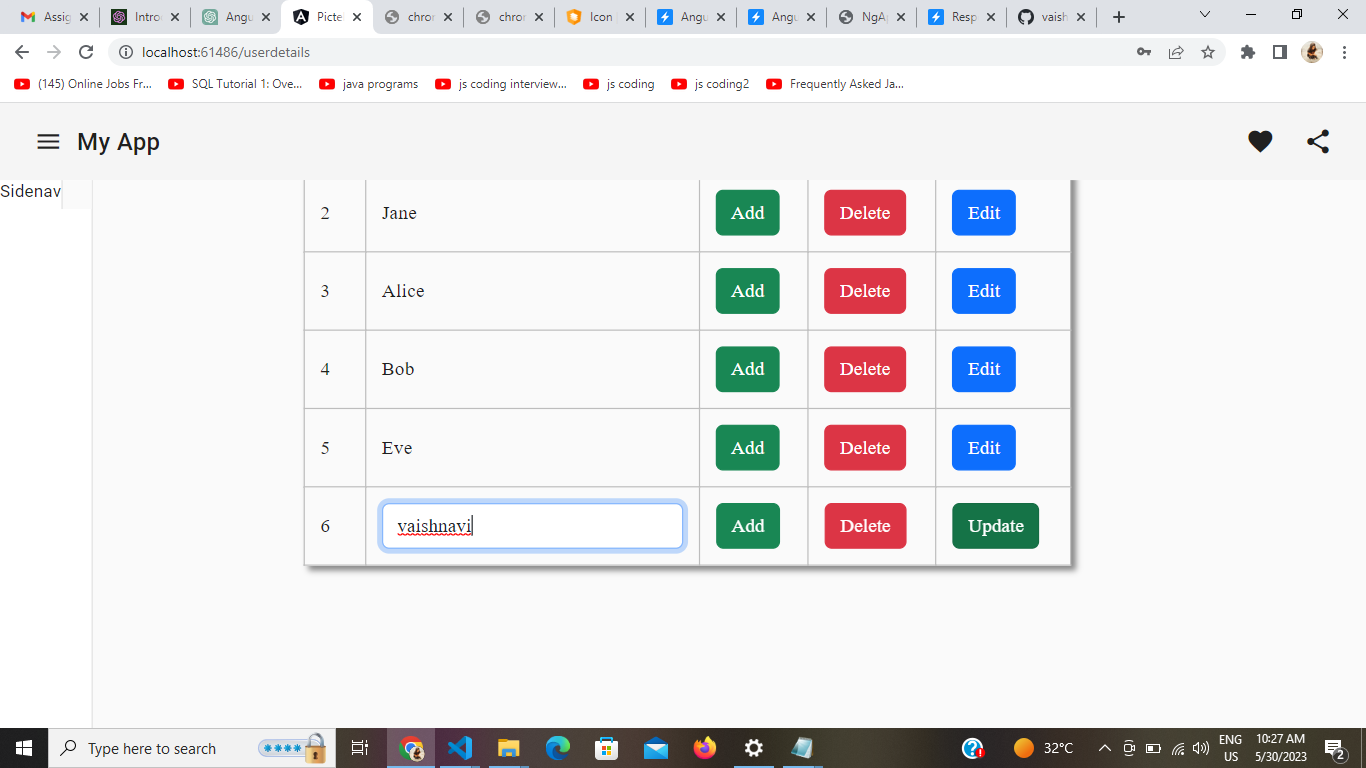 Assig
Intro
Angu
Picte
chror
chror
Icon
Angu
Angu
NgA
Resp
vaish
localhost:61486/userdetails
(145) Online Jobs Fr...
SQL Tutorial 1: Ove...
java programs
js coding interview...
js coding
js coding2
Frequently Asked Ja...
My App
Sidenav
2 Jane Add Delete Edit
3 Alice Add Delete Edit
4 Bob Add Delete Edit
5 Eve Add Delete Edit
6 vaishnavi Add Delete Update
Type here to search
32°C
ENG
US
10:27 AM
5/30/2023
2